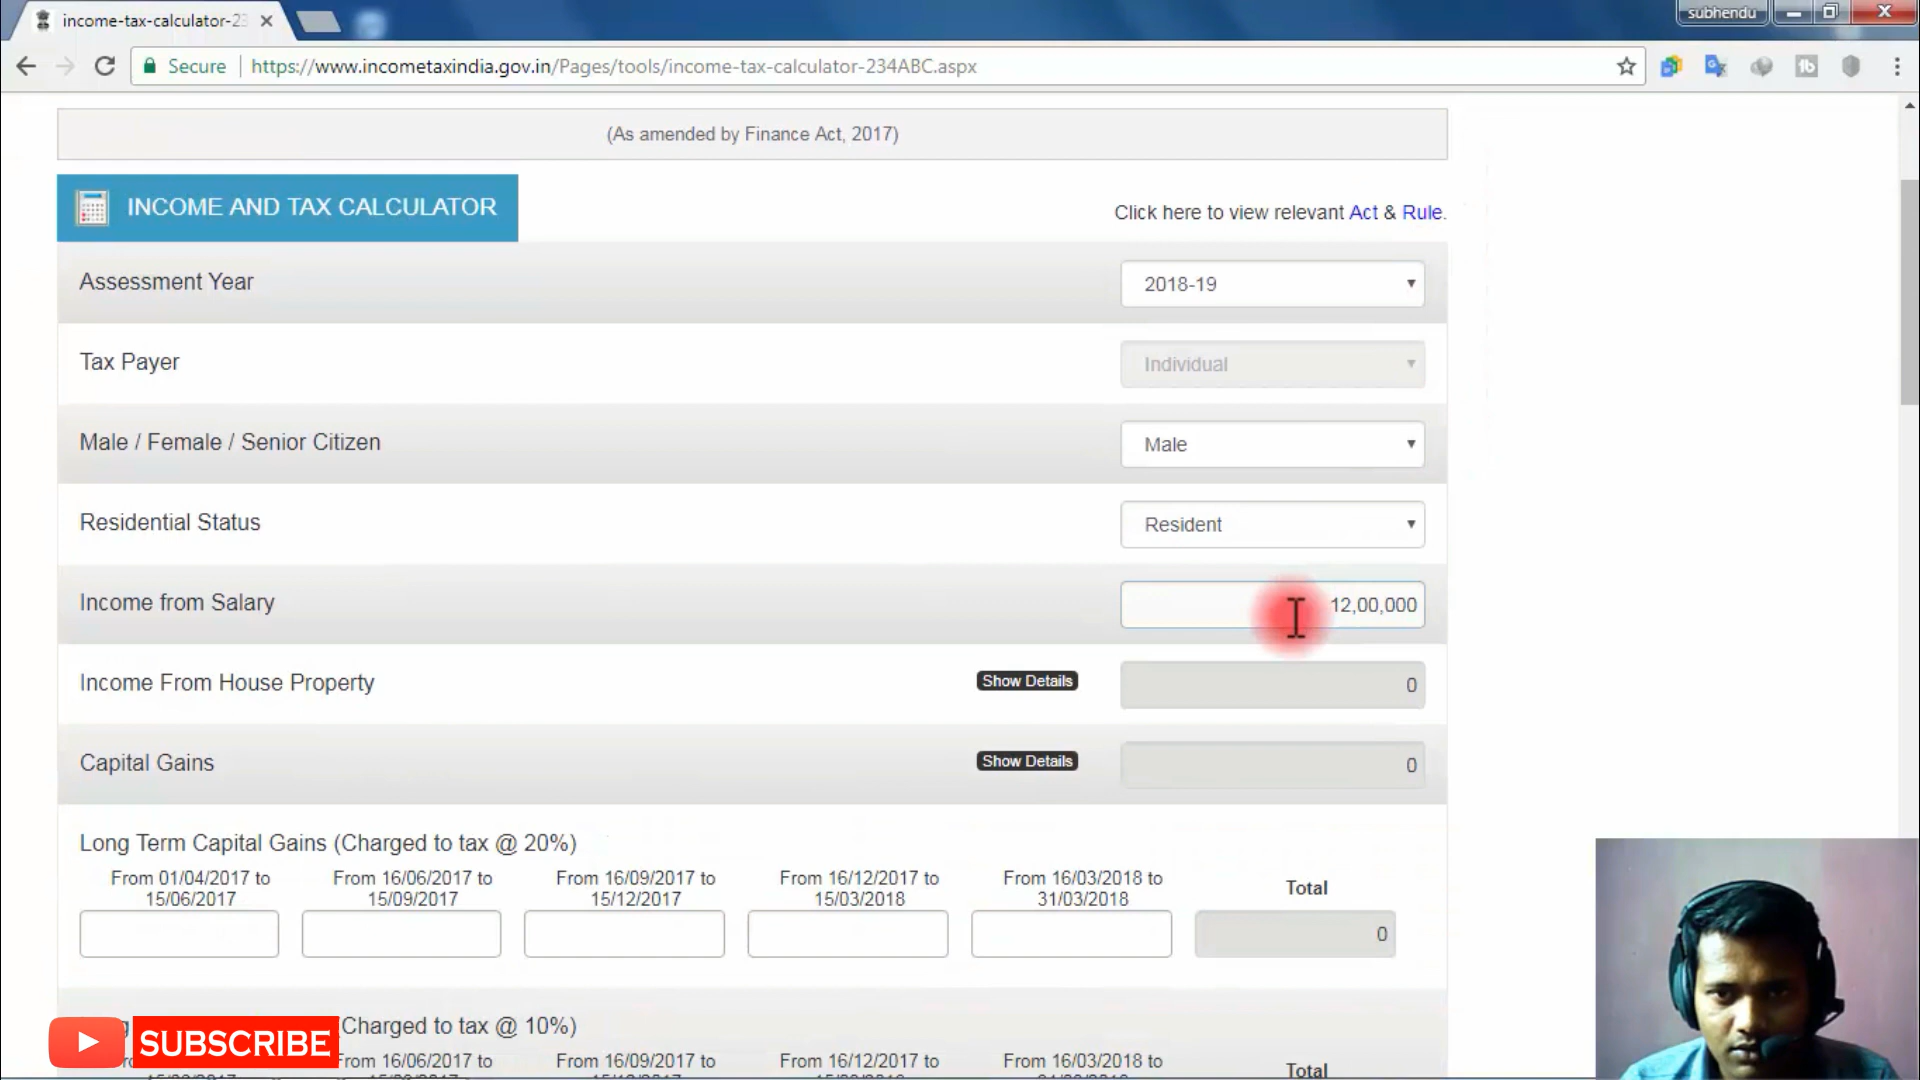 income-tax-calculator-23
subhendu
Secure
https://www.incometaxindia.gov.in/Pages/tools/income-tax-calculator-234ABC.aspx
(As amended by Finance Act, 2017)
INCOME AND TAX CALCULATOR
Click here to view relevant Act & Rule.
Assessment Year
2018-19
Tax Payer
Individual
Male / Female / Senior Citizen
Male
Residential Status
Resident
Income from Salary
12,00,000
Income From House Property
Show Details
0
Capital Gains
Show Details
0
Long Term Capital Gains (Charged to tax @ 20%)
From 01/04/2017 to 15/06/2017
From 16/06/2017 to 15/09/2017
From 16/09/2017 to 15/12/2017
From 16/12/2017 to 15/03/2018
From 16/03/2018 to 31/03/2018
Total
0
(Charged to tax @ 10%)
From 16/06/2017 to
From 16/09/2017 to
From 16/12/2017 to
From 16/03/2018 to
Total
SUBSCRIBE